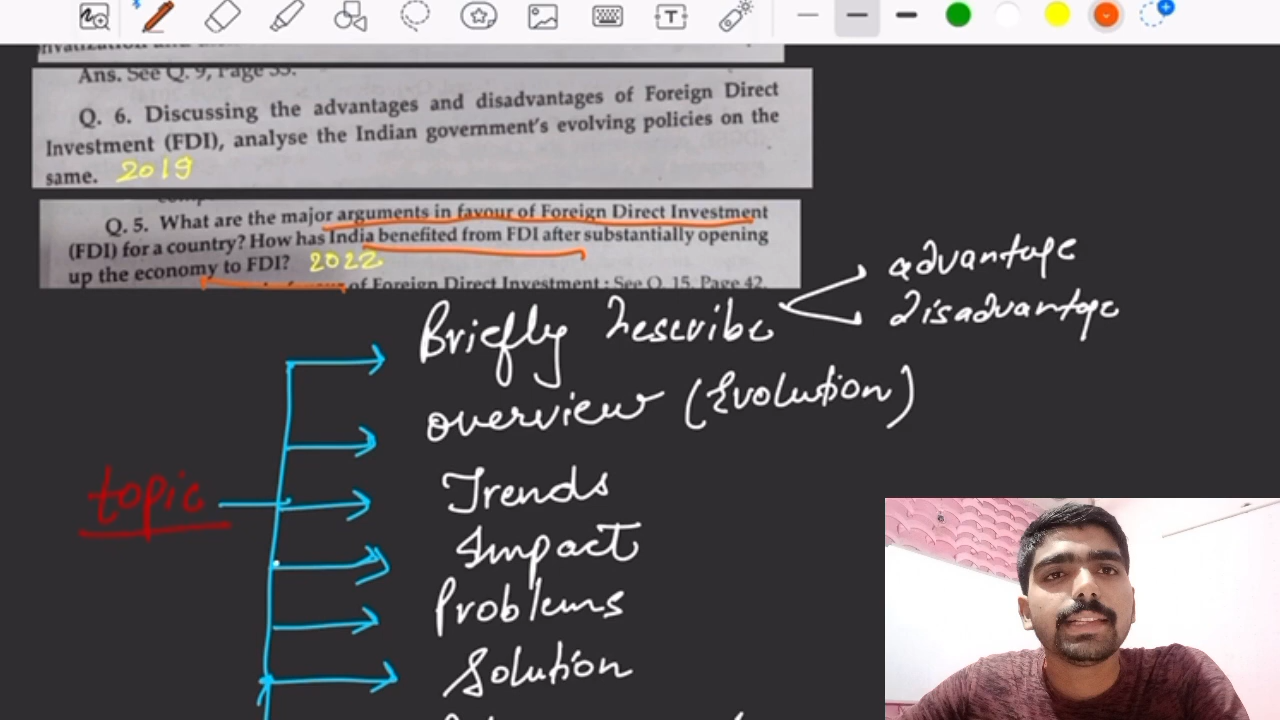 Ans. See Q. 9, Page 33.
Q. 6. Discussing the advantages and disadvantages of Foreign Direct
Investment (FDI), analyse the Indian government's evolving policies on the
same. 2019
Q. 5. What are the major arguments in favour of Foreign Direct Investment
(FDI) for a country? How has India benefited from FDI after substantially opening
up the economy to FDI? 2022
of Foreign Direct Investment : See Q. 15, Page 42.
advantage
Briefly Describe
Disadvantage
overview (Evolution)
Trends
topic
Impact
Problems
Solution